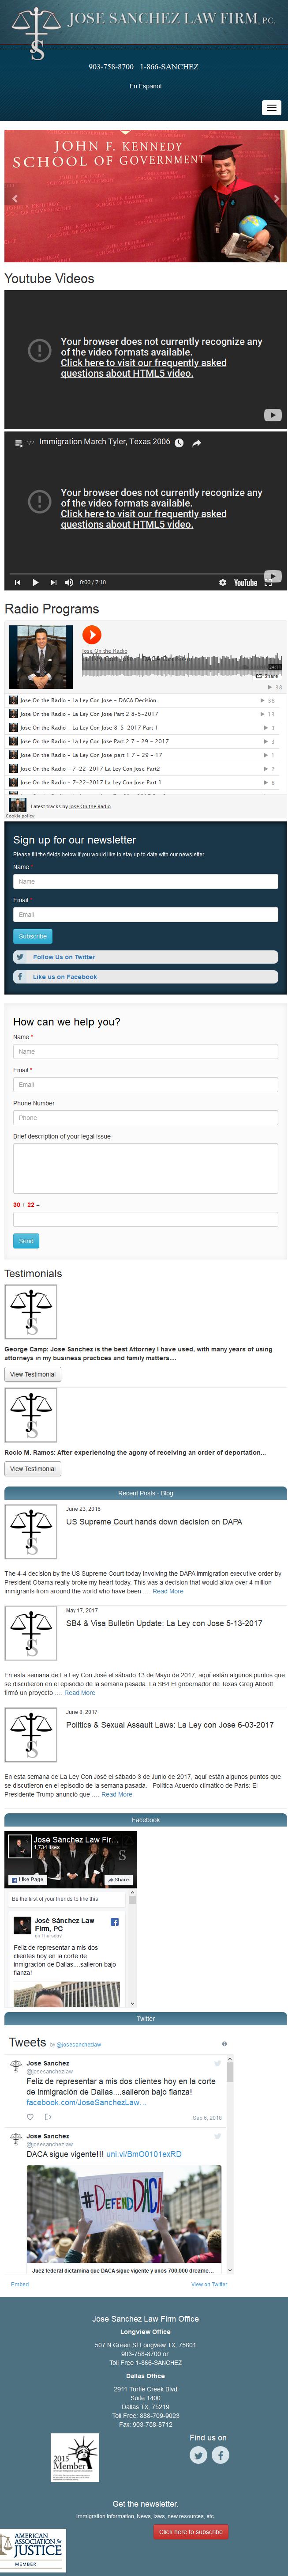 JOSE SANCHEZ LAW FIRM, P.C.
903-758-8700 1-866-SANCHEZ
En Espanol
JOHN F. KENNEDY
SCHOOL OF GOVERNMENT
Youtube Videos
Your browser does not currently recognize any of the video formats available.
Click here to visit our frequently asked questions about HTML5 video.
1/2 Immigration March Tyler, Texas 2006
Your browser does not currently recognize any of the video formats available.
Click here to visit our frequently asked questions about HTML5 video.
0:00 / 7:10 YouTube
Radio Programs
Jose On the Radio
La Ley Con Jose - DACA Decision
Share
38
Jose On the Radio - La Ley Con Jose - DACA Decision 38
Jose On the Radio - La Ley Con Jose Part 2 8-5-2017 13
Jose On the Radio - La Ley Con Jose 8-5-2017 Part 1 3
Jose On the Radio - La Ley Con Jose Part 2 7 - 29 - 2017 3
Jose On the Radio - La Ley Con Jose part 1 7 - 29 - 17 1
Jose On the Radio - 7-22-2017 La Ley Con Jose Part2 2
Jose On the Radio - 7-22-2017 La Ley Con Jose Part 1 8
Latest tracks by Jose On the Radio
Cookie policy
Sign up for our newsletter
Please fill the fields below if you would like to stay up to date with our newsletter.
Name *
Name
Email *
Email
Subscribe
Follow Us on Twitter
Like us on Facebook
How can we help you?
Name *
Name
Email *
Email
Phone Number
Phone
Brief description of your legal issue
30 + 22 =
Send
Testimonials
George Camp: Jose Sanchez is the best Attorney I have used, with many years of using attorneys in my business practices and family matters....
View Testimonial
Rocio M. Ramos: After experiencing the agony of receiving an order of deportation...
View Testimonial
Recent Posts - Blog
June 23, 2016
US Supreme Court hands down decision on DAPA
The 4-4 decision by the US Supreme Court today involving the DAPA immigration executive order by President Obama really broke my heart today. This was a decision that would allow over 4 million immigrants from around the world who have been .... Read More
May 17, 2017
SB4 & Visa Bulletin Update: La Ley con Jose 5-13-2017
En esta semana de La Ley Con José el sábado 13 de Mayo de 2017, aquí están algunos puntos que se discutieron en el episodio de la semana pasada. La SB4 El gobernador de Texas Greg Abbott firmó un proyecto .... Read More
June 8, 2017
Politics & Sexual Assault Laws: La Ley con Jose 6-03-2017
En esta semana de La Ley Con José el sábado 3 de Junio de 2017, aquí están algunos puntos que se discutieron en el episodio de la semana pasada. Política Acuerdo climático de París: El Presidente Trump anunció que .... Read More
Facebook
José Sánchez Law Fir...
1,734 likes
Like Page Share
Be the first of your friends to like this
José Sánchez Law Firm, PC
on Thursday
Feliz de representar a mis dos clientes hoy en la corte de inmigración de Dallas....salieron bajo fianza!
Twitter
Tweets by @josesanchezlaw
Jose Sanchez
@josesanchezlaw
Feliz de representar a mis dos clientes hoy en la corte de inmigración de Dallas....salieron bajo fianza!
facebook.com/JoseSanchezLaw...
Sep 6, 2018
Jose Sanchez
@josesanchezlaw
DACA sigue vigente!!! uni.vi/BmO0101exRD
#DEFEND DACA
Juez federal dictamina que DACA sigue vigente y unos 700,000 dreame...
Embed View on Twitter
Jose Sanchez Law Firm Office
Longview Office
507 N Green St Longview TX, 75601
903-758-8700 or
Toll Free 1-866-SANCHEZ
Dallas Office
2911 Turtle Creek Blvd
Suite 1400
Dallas TX, 75219
Toll Free: 888-709-9023
Fax: 903-758-8712
2015
Member
Find us on
Get the newsletter.
Immigration Information, News, laws, new resources, etc.
Click here to subscribe
AMERICAN
ASSOCIATION for
JUSTICE
MEMBER